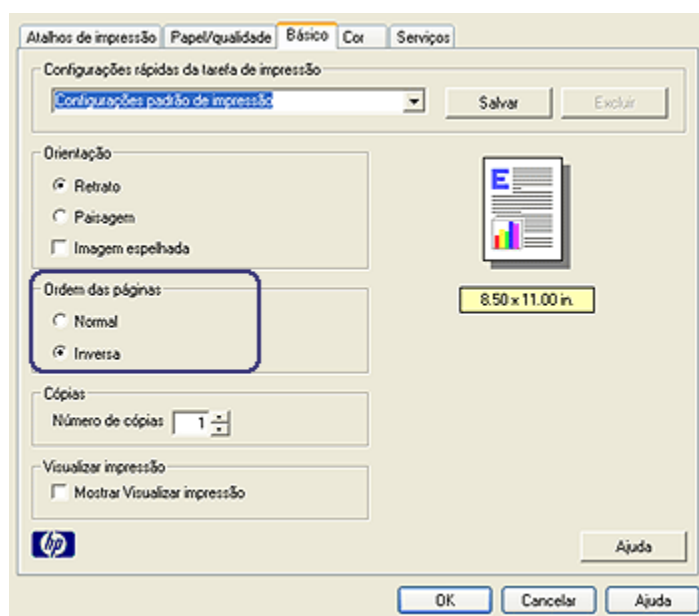 Atalhos de impressão Papel/qualidade Básico Cor Serviços
Configurações rápidas da tarefa de impressão
Configurações padrão de impressão Salvar Excluir
Orientação
Retrato
Paisagem
Imagem espelhada
E
Ordem das páginas
8.50 x 11.00 in.
Normal
Inversa
Cópias
Número de cópias 1
Visualizar impressão
Mostrar Visualizar impressão
hp
Ajuda
OK Cancelar Ajuda